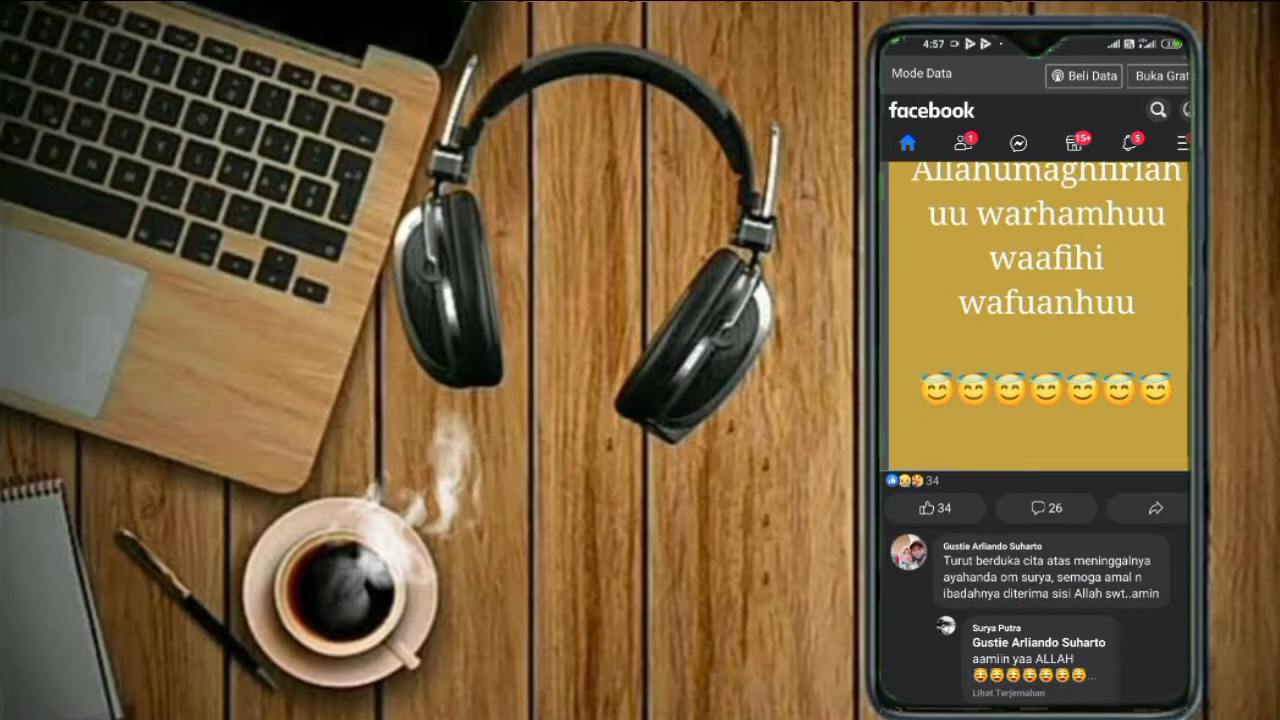 4:57
Mode Data
Beli Data
Buka Grat
facebook
1
15+
5
Allahumaghfirlah
uu warhamhuu
waafihi
wafuanhuu
34
34
26
Gustie Arliando Suharto
Turut berduka cita atas meninggalnya
ayahanda om surya, semoga amal n
ibadahnya diterima sisi Allah swt..amin
Surya Putra
Gustie Arliando Suharto
aamiin yaa ALLAH
...
Lihat Terjemahan